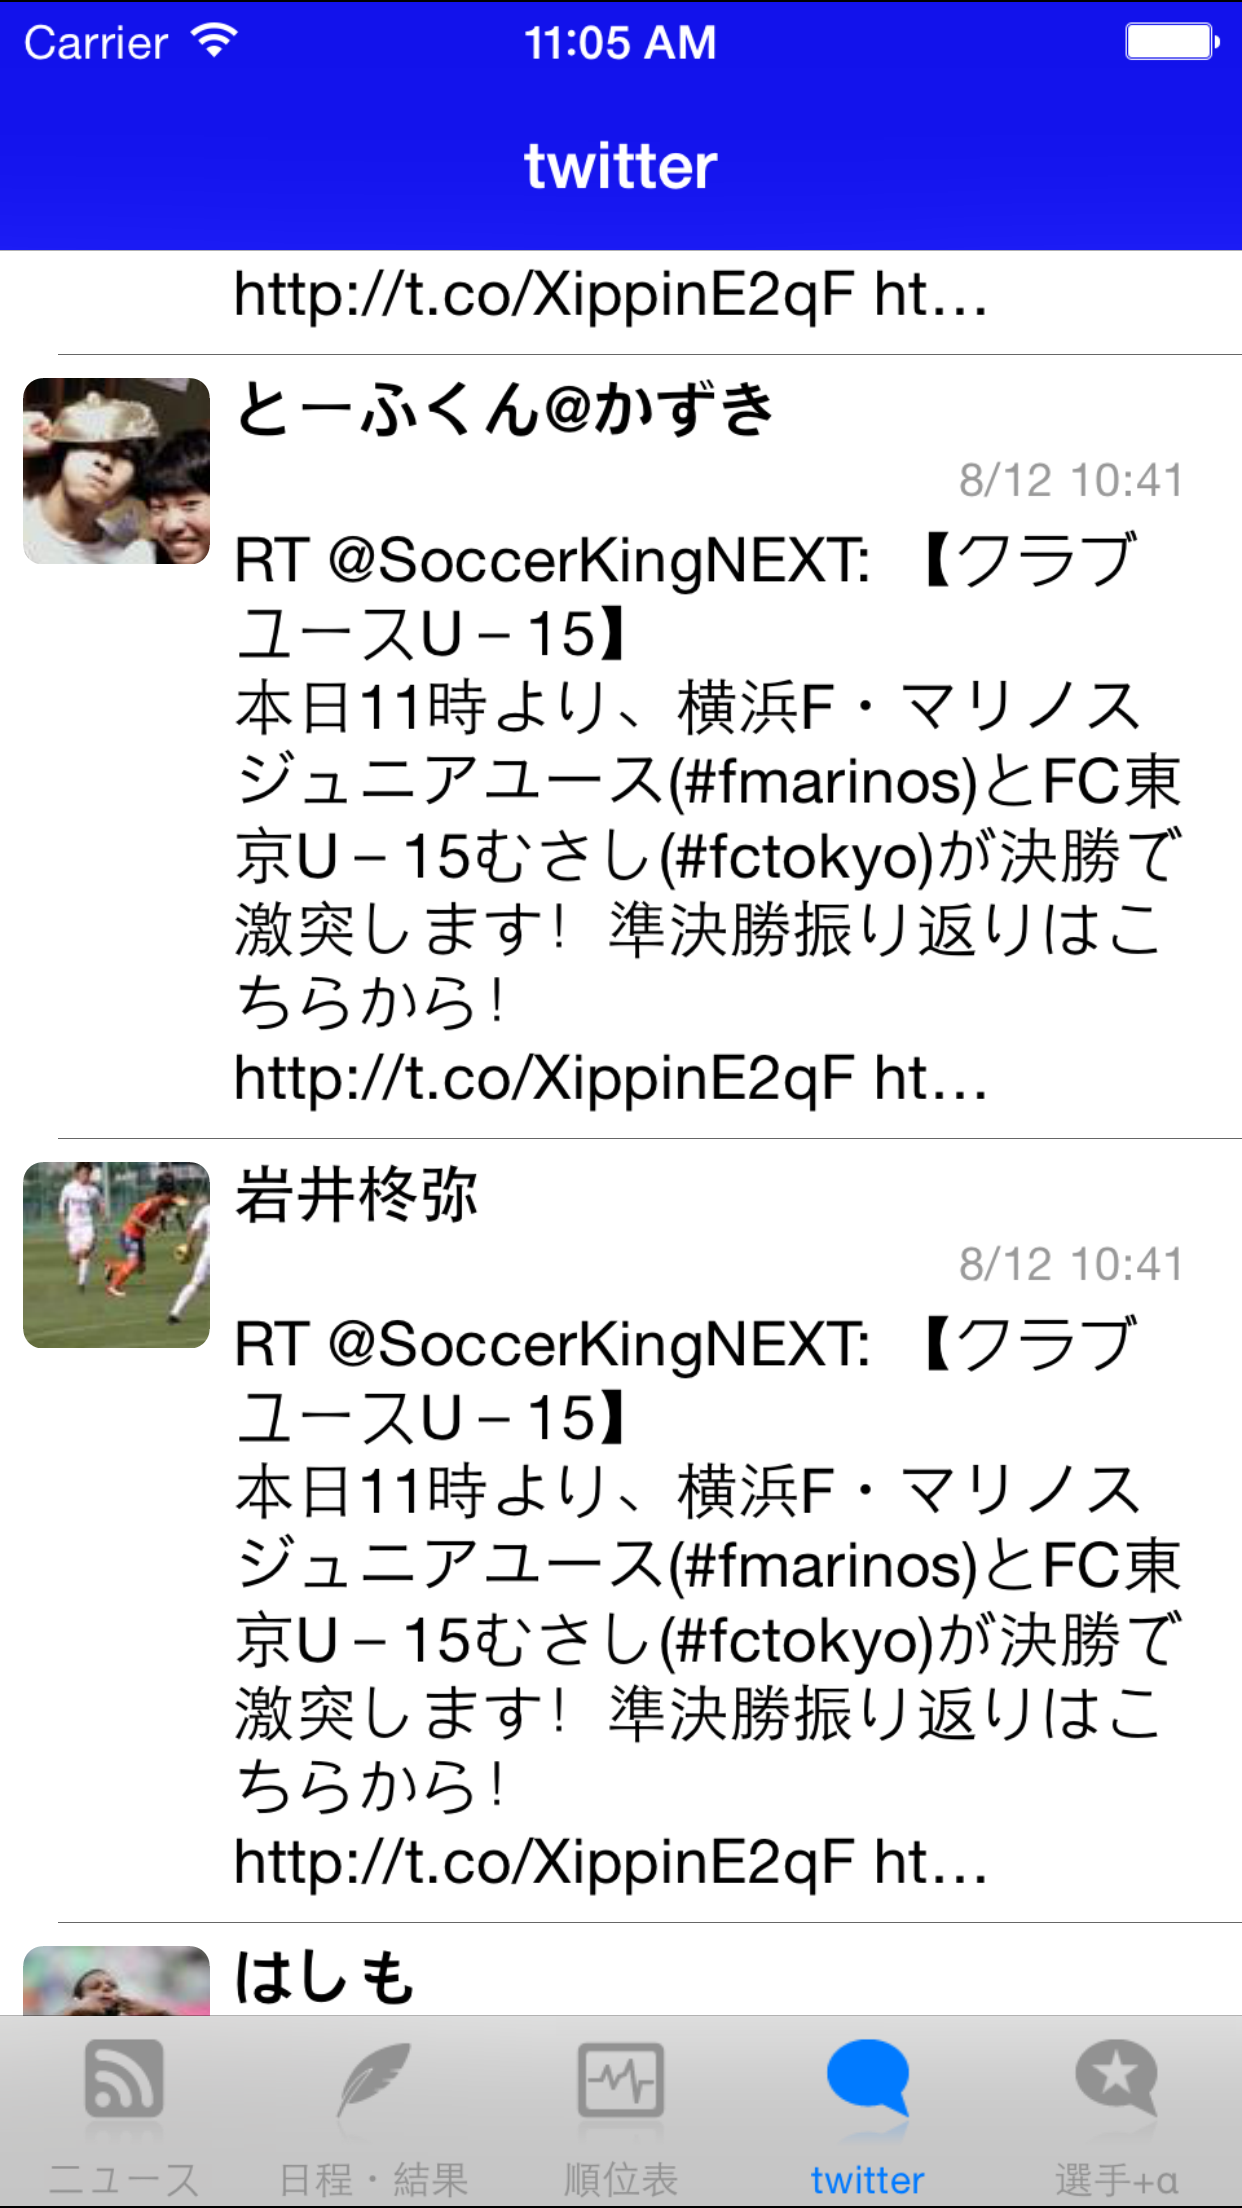 Carrier 11:05 AM
twitter
http://t.co/XippinE2qF ht...
とーふくん@かずき
8/12 10:41
RT @SoccerKingNEXT: 【クラブ
ユースU－15】
本日11時より、横浜F・マリノス
ジュニアユース(#fmarinos)とFC東
京U－15むさし(#fctokyo)が決勝で
激突します！準決勝振り返りはこ
ちらから！
http://t.co/XippinE2qF ht...
岩井柊弥
8/12 10:41
RT @SoccerKingNEXT: 【クラブ
ユースU－15】
本日11時より、横浜F・マリノス
ジュニアユース(#fmarinos)とFC東
京U－15むさし(#fctokyo)が決勝で
激突します！準決勝振り返りはこ
ちらから！
http://t.co/XippinE2qF ht...
はしも
ニュース 日程・結果 順位表 twitter 選手+α